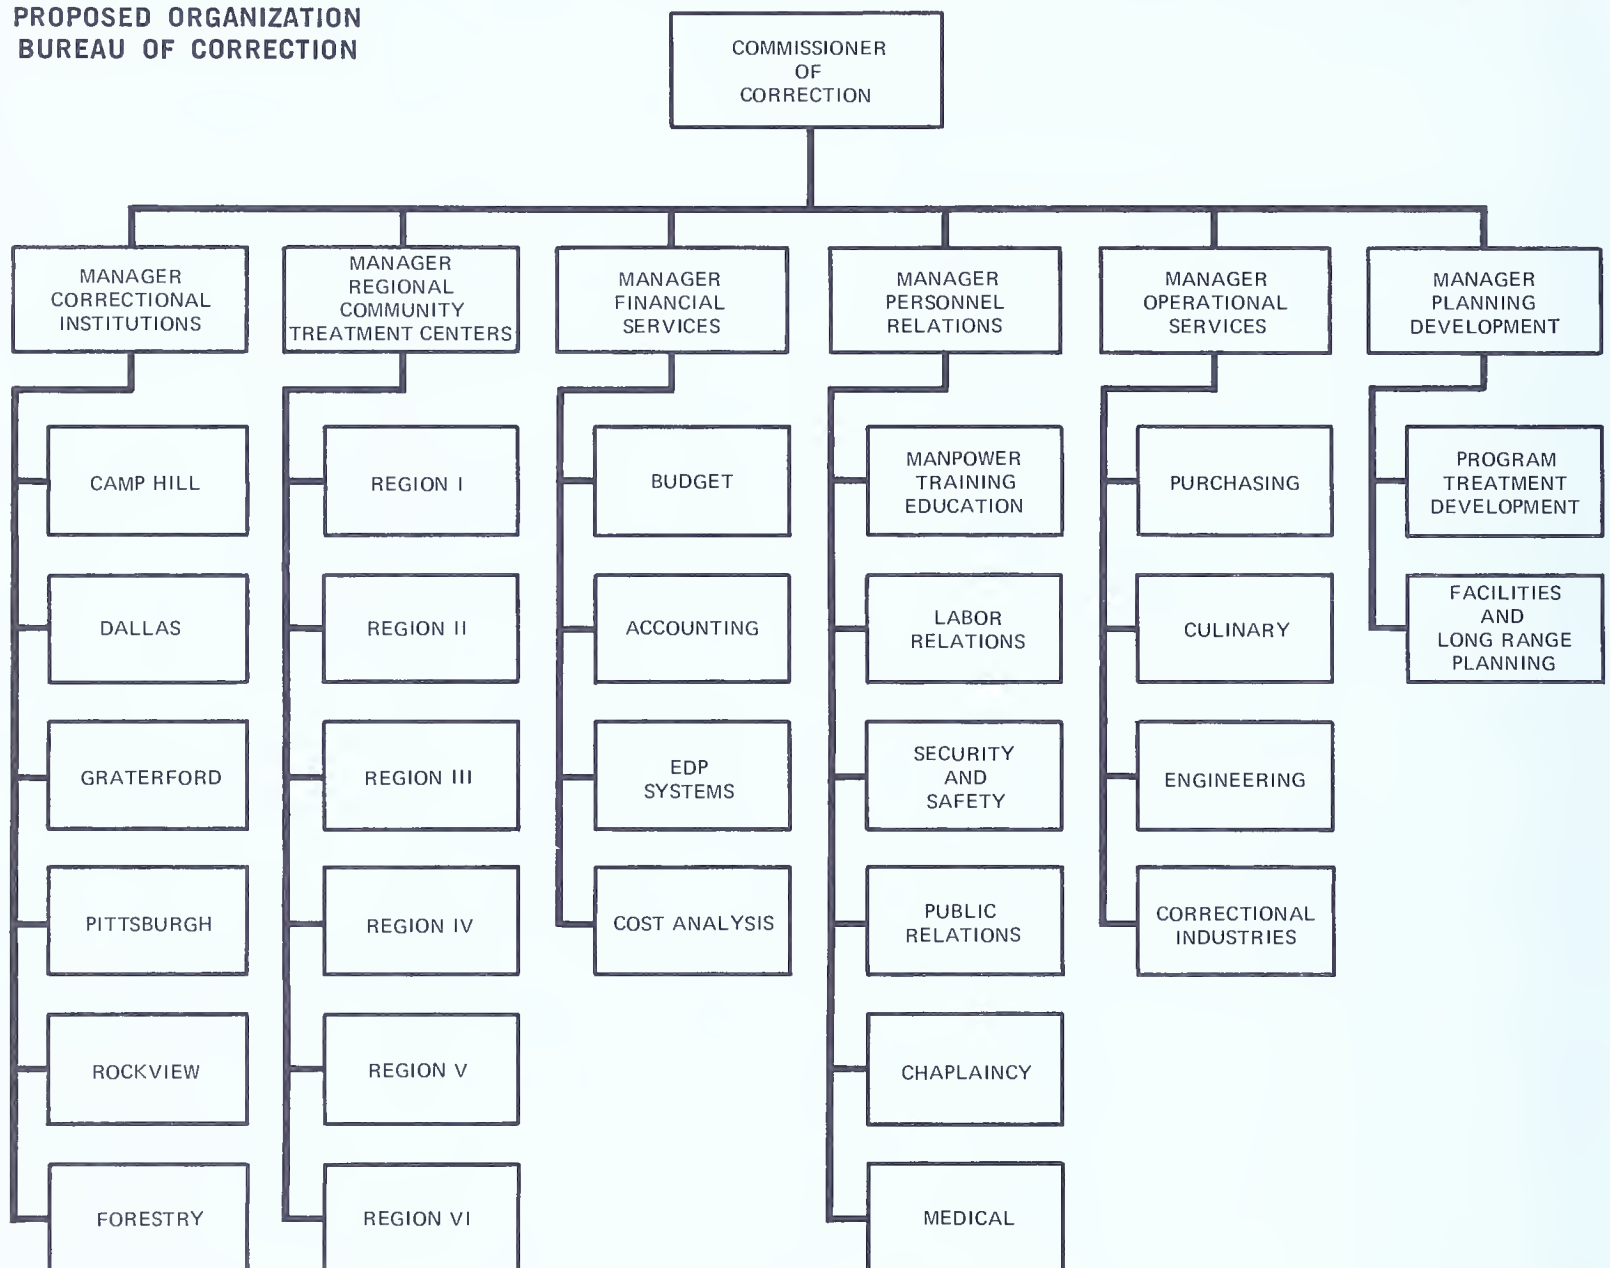 PROPOSED ORGANIZATION
BUREAU OF CORRECTION
COMMISSIONER
OF
CORRECTION
MANAGER
CORRECTIONAL
INSTITUTIONS
MANAGER
REGIONAL
COMMUNITY
TREATMENT CENTERS
MANAGER
FINANCIAL
SERVICES
MANAGER
PERSONNEL
RELATIONS
MANAGER
OPERATIONAL
SERVICES
MANAGER
PLANNING
DEVELOPMENT
CAMP HILL
DALLAS
GRATERFORD
PITTSBURGH
ROCKVIEW
FORESTRY
REGION I
REGION II
REGION III
REGION IV
REGION V
REGION VI
BUDGET
ACCOUNTING
EDP
SYSTEMS
COST ANALYSIS
MANPOWER
TRAINING
EDUCATION
LABOR
RELATIONS
SECURITY
AND
SAFETY
PUBLIC
RELATIONS
CHAPLAINCY
MEDICAL
PURCHASING
CULINARY
ENGINEERING
CORRECTIONAL
INDUSTRIES
PROGRAM
TREATMENT
DEVELOPMENT
FACILITIES
AND
LONG RANGE
PLANNING